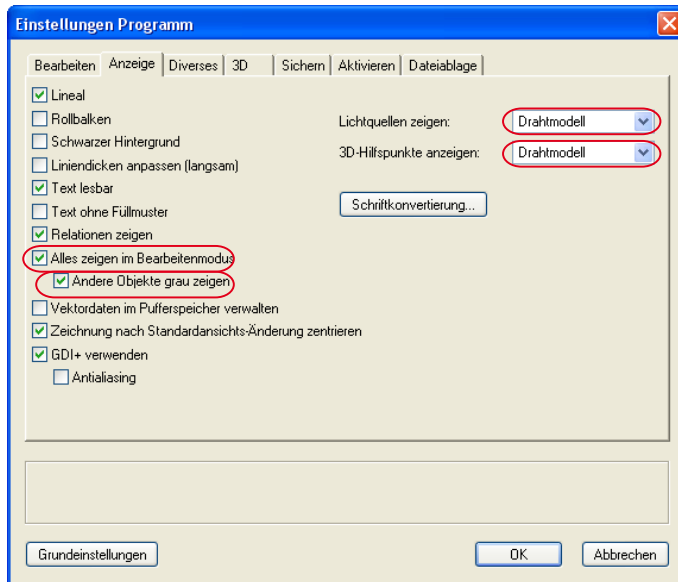 Einstellungen Programm
Bearbeiten Anzeige Diverses 3D Sichern Aktivieren Dateiablage
Lineal
Rollbalken
Schwarzer Hintergrund
Liniendicken anpassen (langsam)
Text lesbar
Text ohne Füllmuster
Relationen zeigen
Alles zeigen im Bearbeitenmodus
Andere Objekte grau zeigen
Vektordaten im Pufferspeicher verwalten
Zeichnung nach Standardansichts-Änderung zentrieren
GDI+ verwenden
Antialiasing
Lichtquellen zeigen: Drahtmodell
3D-Hilfspunkte anzeigen: Drahtmodell
Schriftkonvertierung...
Grundeinstellungen OK Abbrechen